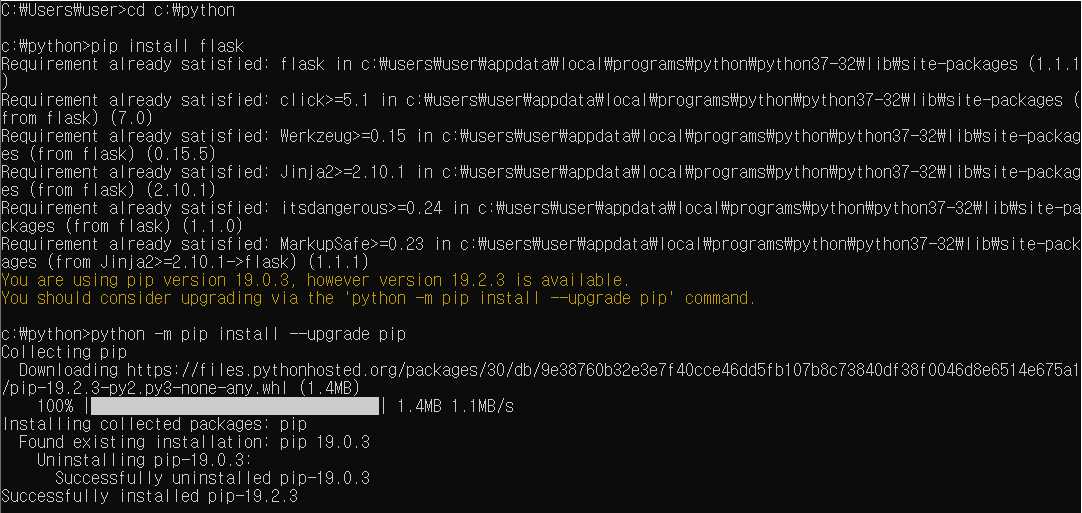 C:₩Users₩user>cd c:₩python
c:₩python>pip install flask
Requirement already satisfied: flask in c:₩users₩user₩appdata₩local₩programs₩python₩python37-32₩lib₩site-packages (1.1.1
)
Requirement already satisfied: click>=5.1 in c:₩users₩user₩appdata₩local₩programs₩python₩python37-32₩lib₩site-packages (
from flask) (7.0)
Requirement already satisfied: Werkzeug>=0.15 in c:₩users₩user₩appdata₩local₩programs₩python₩python37-32₩lib₩site-packag
es (from flask) (0.15.5)
Requirement already satisfied: Jinja2>=2.10.1 in c:₩users₩user₩appdata₩local₩programs₩python₩python37-32₩lib₩site-packag
es (from flask) (2.10.1)
Requirement already satisfied: itsdangerous>=0.24 in c:₩users₩user₩appdata₩local₩programs₩python₩python37-32₩lib₩site-pa
ckages (from flask) (1.1.0)
Requirement already satisfied: MarkupSafe>=0.23 in c:₩users₩user₩appdata₩local₩programs₩python₩python37-32₩lib₩site-pack
ages (from Jinja2>=2.10.1->flask) (1.1.1)
You are using pip version 19.0.3, however version 19.2.3 is available.
You should consider upgrading via the 'python -m pip install --upgrade pip' command.
c:₩python>python -m pip install --upgrade pip
Collecting pip
  Downloading https://files.pythonhosted.org/packages/30/db/9e38760b32e3e7f40cce46dd5fb107b8c73840df38f0046d8e6514e675a1
/pip-19.2.3-py2.py3-none-any.whl (1.4MB)
    100% |████████████████████████████████| 1.4MB 1.1MB/s
Installing collected packages: pip
  Found existing installation: pip 19.0.3
    Uninstalling pip-19.0.3:
      Successfully uninstalled pip-19.0.3
Successfully installed pip-19.2.3